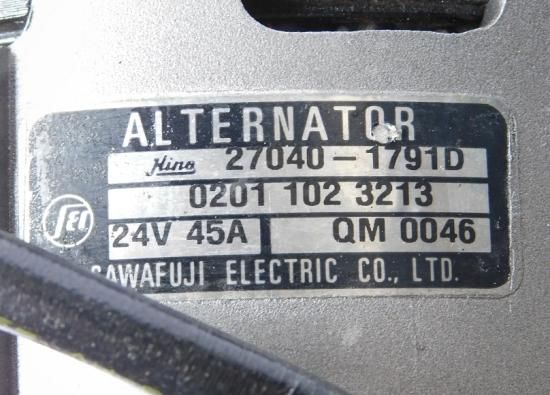 ALTERNATOR
Hino 27040-1791D
0201 102 3213
SEC
24V 45A QM 0046
SAWAFUJI ELECTRIC CO., LTD.